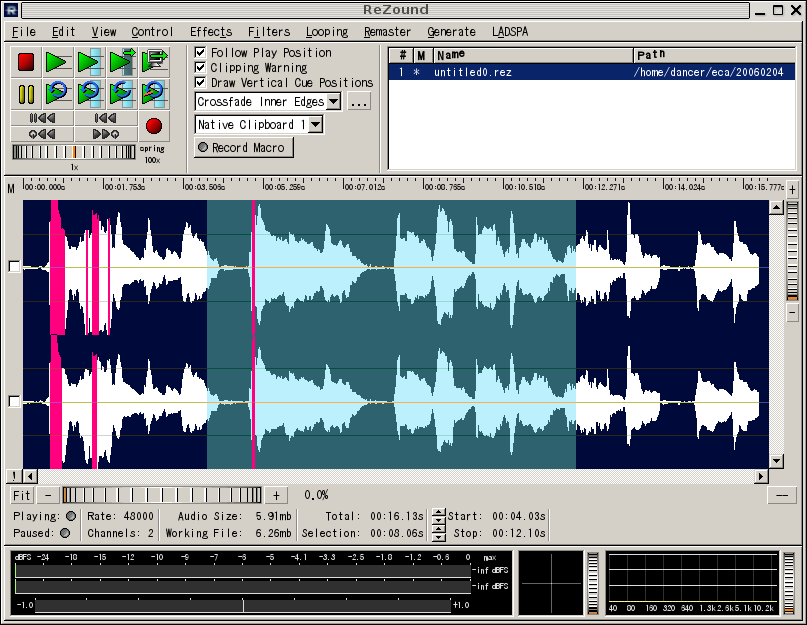 ReZound
File Edit View Control Effects Filters Looping Remaster Generate LADSPA
Follow Play Position
Clipping Warning
Draw Vertical Cue Positions
Crossfade Inner Edges ...
Native Clipboard 1
Record Macro
spring
100x
1x
# M Name Path
1 * untitled0.rez /home/dancer/eca/20060204
M 00:00.000s 00:01.753s 00:03.506s 00:05.259s 00:07.012s 00:08.765s 00:10.518s 00:12.271s 00:14.024s 00:15.777s +
-
!
Fit - + 0.0% --
Playing: Rate: 48000 Audio Size: 5.91mb Total: 00:16.13s Start: 00:04.03s
Paused: Channels: 2 Working File: 6.26mb Selection: 00:08.06s Stop: 00:12.10s
dBFS -24 -18 -15 -12 -10 -9 -7 -6 -5 -4.1 -3.3 -2.5 -1.8 -1.2 -0.6 0 max
-inf dBFS
-inf dBFS
-1.0 +1.0
40 80 160 320 640 1.3k 2.6k 5.1k 10.2k